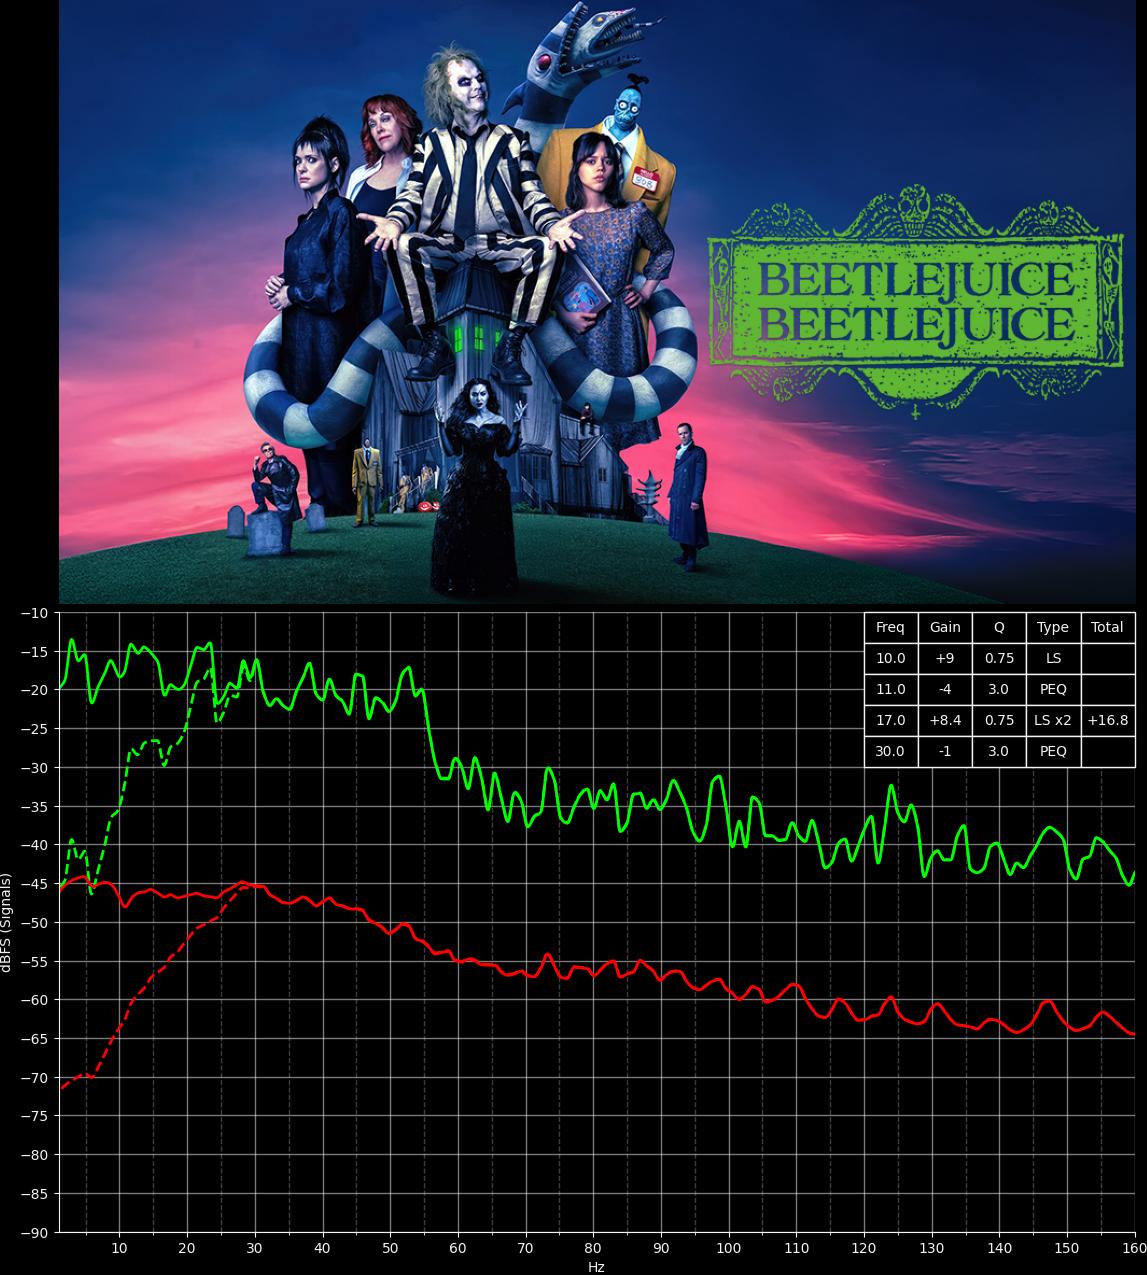 HELLO
BOB
BEETLEJUICE
BEETLEJUICE
Freq Gain Q Type Total
10.0 +9 0.75 LS
11.0 -4 3.0 PEQ
17.0 +8.4 0.75 LS x2 +16.8
30.0 -1 3.0 PEQ
−10
−15
−20
−25
−30
−35
−40
−45
−50
−55
−60
−65
−70
−75
−80
−85
−90
dBFS (Signals)
10 20 30 40 50 60 70 80 90 100 110 120 130 140 150 160
Hz